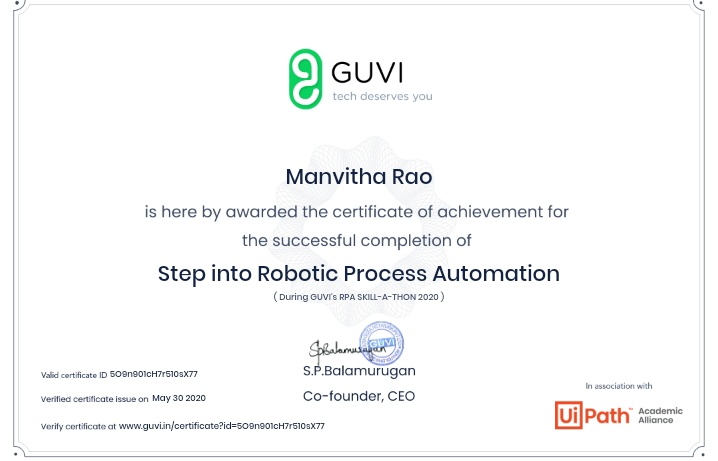 GUVI
tech deserves you
Manvitha Rao
is here by awarded the certificate of achievement for
the successful completion of
Step into Robotic Process Automation
( During GUVI's RPA SKILL-A-THON 2020 )
S.P.Balamurugan
GUVI
S.P.Balamurugan
Co-founder, CEO
Valid certificate ID 5O9n901cH7r510sX77
Verified certificate issue on May 30 2020
Verify certificate at www.guvi.in/certificate?id=5O9n901cH7r510sX77
In association with
UiPath™ Academic
Alliance